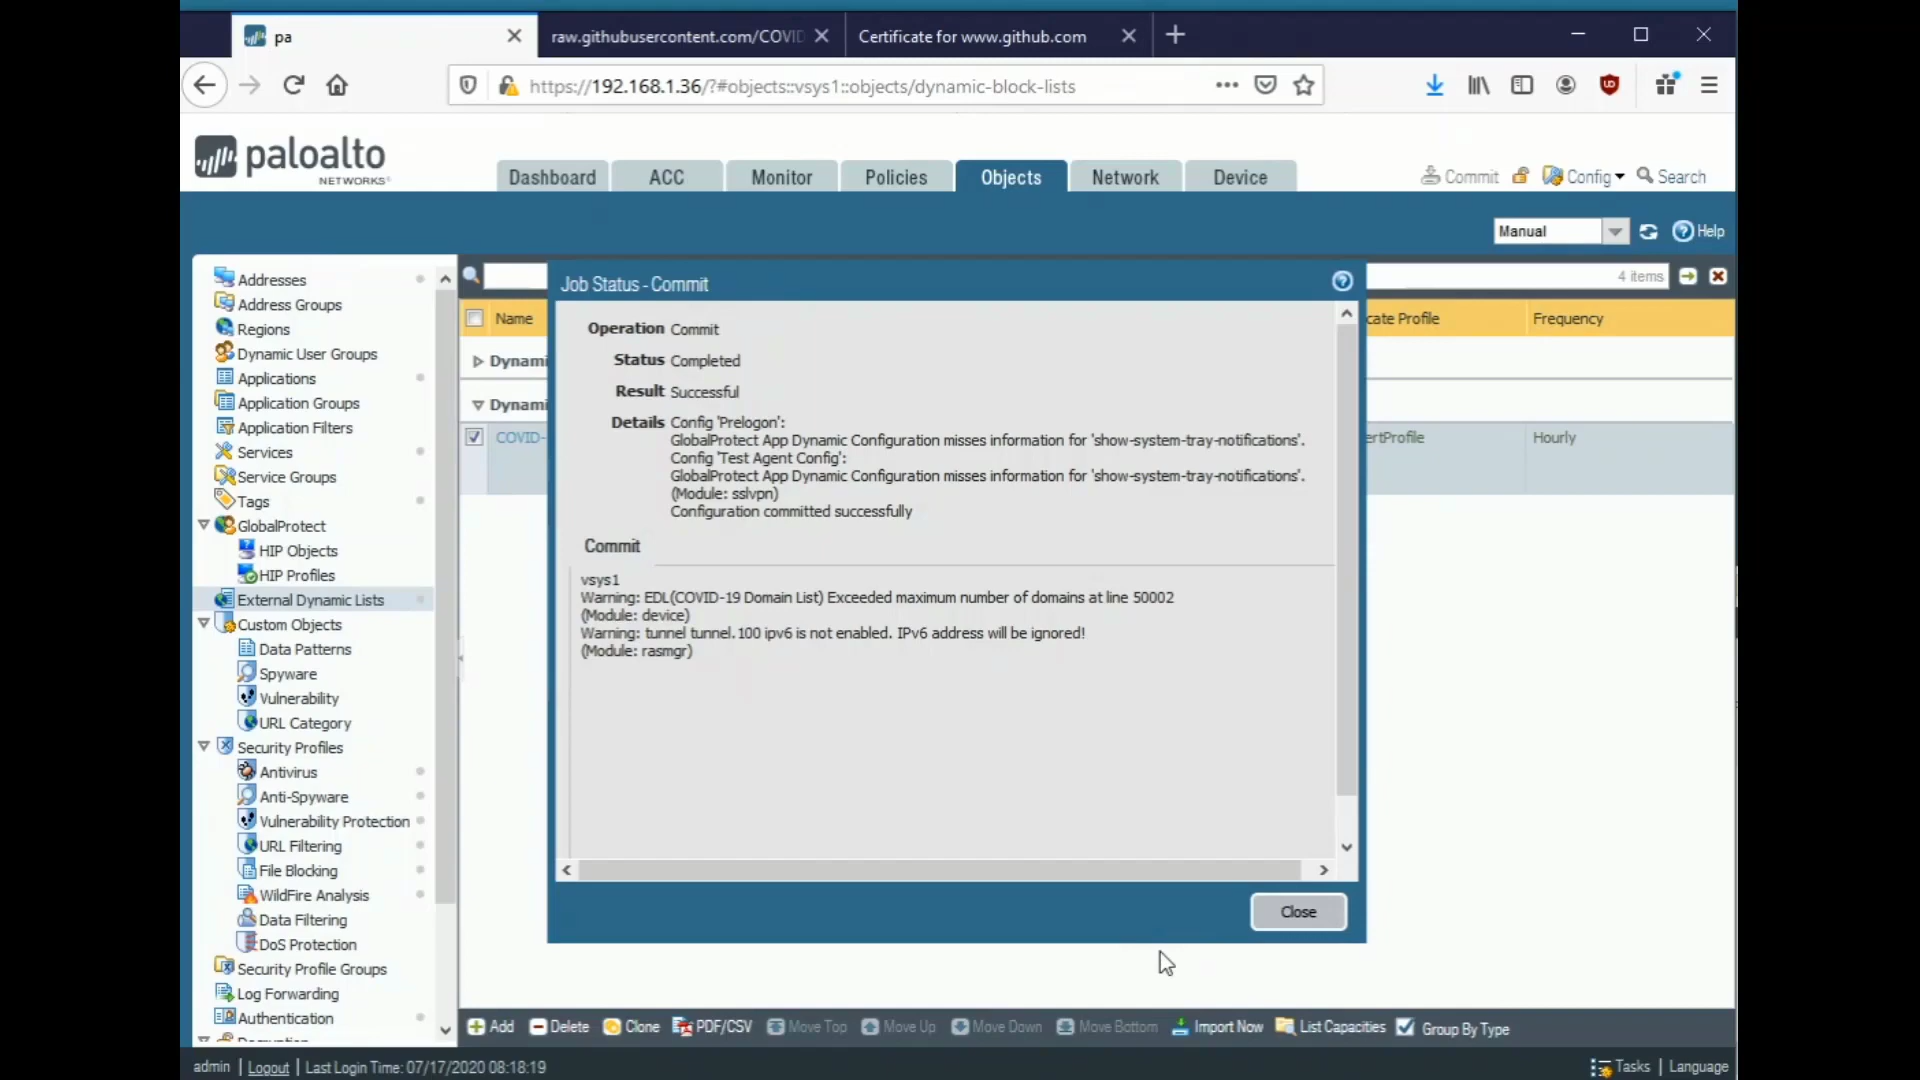 pa
raw.githubusercontent.com/COVID
Certificate for www.github.com
https://192.168.1.36/?#objects::vsys1::objects/dynamic-block-lists
paloalto
NETWORKS®
Dashboard
ACC
Monitor
Policies
Objects
Network
Device
Commit
Config
Search
Manual
Help
Addresses
Address Groups
Regions
Dynamic User Groups
Applications
Application Groups
Application Filters
Services
Service Groups
Tags
GlobalProtect
HIP Objects
HIP Profiles
External Dynamic Lists
Custom Objects
Data Patterns
Spyware
Vulnerability
URL Category
Security Profiles
Antivirus
Anti-Spyware
Vulnerability Protection
URL Filtering
File Blocking
WildFire Analysis
Data Filtering
DoS Protection
Security Profile Groups
Log Forwarding
Authentication
4 items
Name
cate Profile
Frequency
Dynami
Dynami
COVID-
ertProfile
Hourly
Job Status - Commit
Operation Commit
Status Completed
Result Successful
Details Config 'Prelogon':
GlobalProtect App Dynamic Configuration misses information for 'show-system-tray-notifications'.
Config 'Test Agent Config':
GlobalProtect App Dynamic Configuration misses information for 'show-system-tray-notifications'.
(Module: sslvpn)
Configuration committed successfully
Commit
vsys1
Warning: EDL(COVID-19 Domain List) Exceeded maximum number of domains at line 50002
(Module: device)
Warning: tunnel tunnel.100 ipv6 is not enabled. IPv6 address will be ignored!
(Module: rasmgr)
Close
Add
Delete
Clone
PDF/CSV
Move Top
Move Up
Move Down
Move Bottom
Import Now
List Capacities
Group By Type
admin | Logout | Last Login Time: 07/17/2020 08:18:19
Tasks | Language